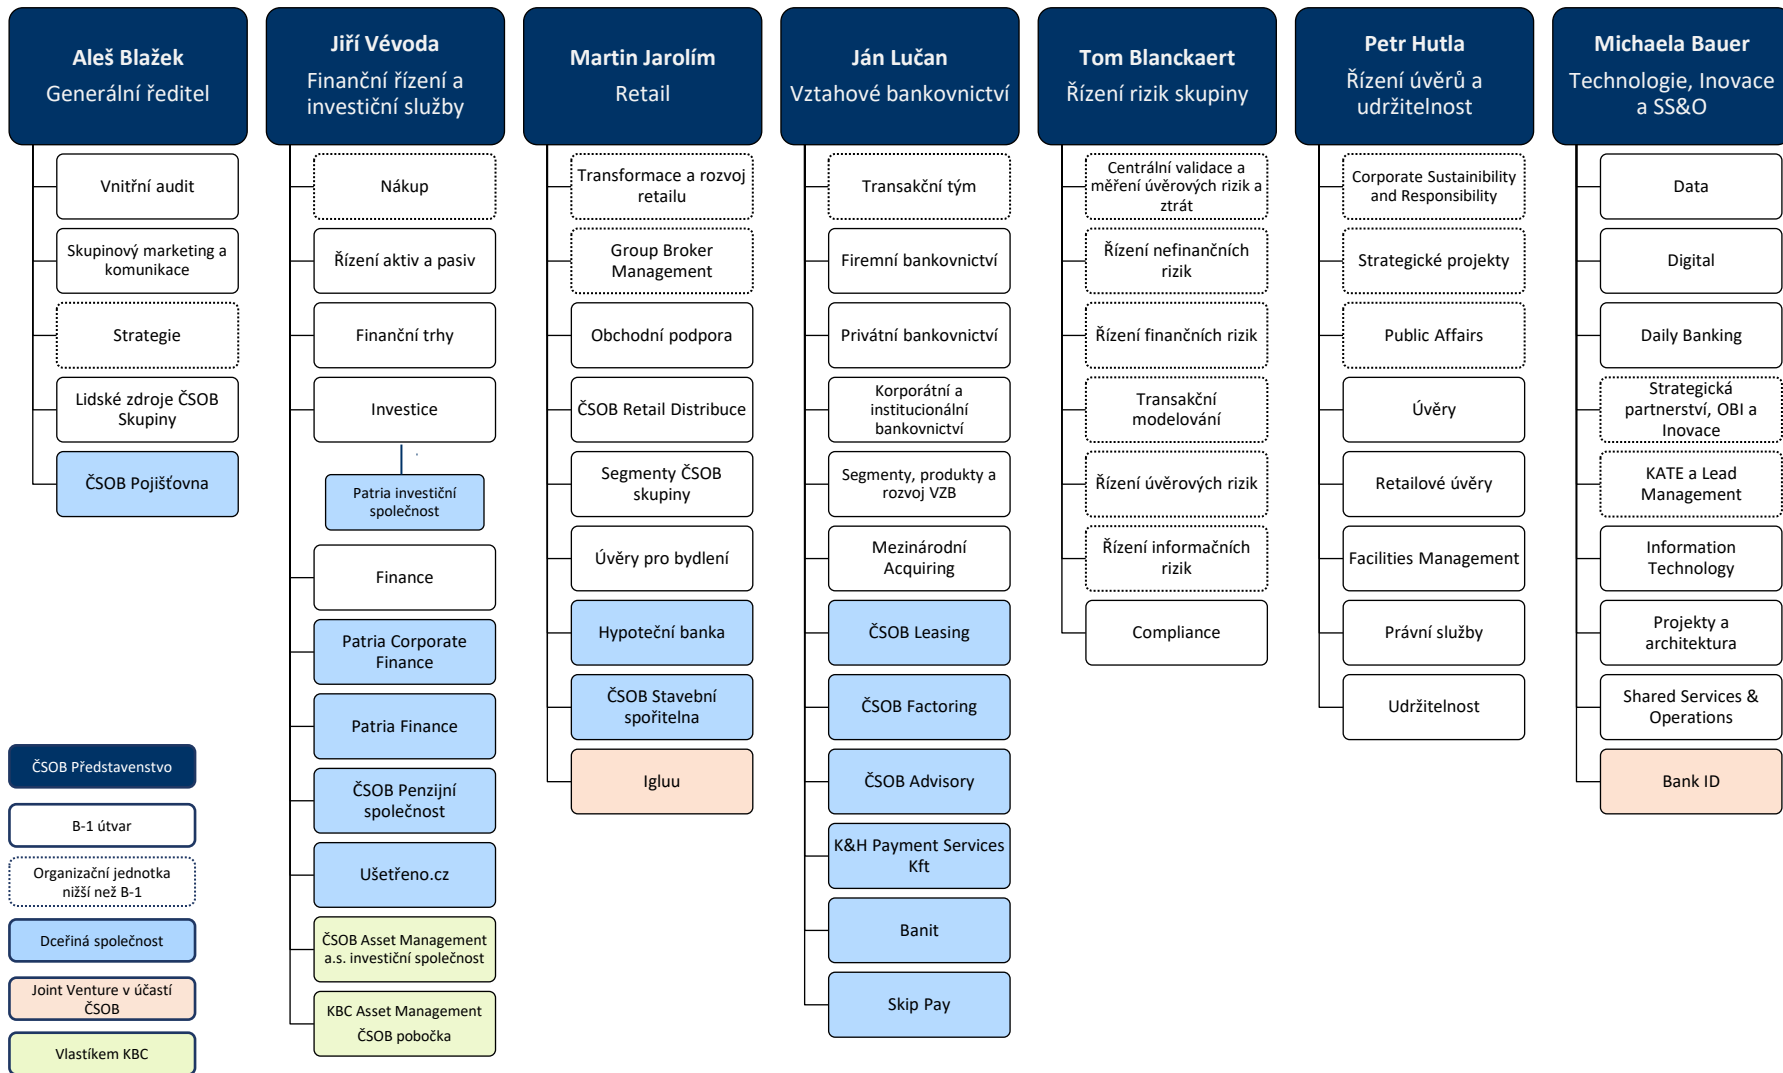 Aleš Blažek
Generální ředitel
Vnitřní audit
Skupinový marketing a
komunikace
Strategie
Lidské zdroje ČSOB
Skupiny
ČSOB Pojišťovna
Jiří Vévoda
Finanční řízení a
investiční služby
Nákup
Řízení aktiv a pasiv
Finanční trhy
Investice
Patria investiční
společnost
Finance
Patria Corporate
Finance
Patria Finance
ČSOB Penzijní
společnost
Ušetřeno.cz
ČSOB Asset Management
a.s. investiční společnost
KBC Asset Management
ČSOB pobočka
Martin Jarolím
Retail
Transformace a rozvoj
retailu
Group Broker
Management
Obchodní podpora
ČSOB Retail Distribuce
Segmenty ČSOB
skupiny
Úvěry pro bydlení
Hypoteční banka
ČSOB Stavební
spořitelna
Igluu
Ján Lučan
Vztahové bankovnictví
Transakční tým
Firemní bankovnictví
Privátní bankovnictví
Korporátní a
institucionální
bankovnictví
Segmenty, produkty a
rozvoj VZB
Mezinárodní
Acquiring
ČSOB Leasing
ČSOB Factoring
ČSOB Advisory
K&H Payment Services
Kft
Banit
Skip Pay
Tom Blanckaert
Řízení rizik skupiny
Centrální validace a
měření úvěrových rizik a
ztrát
Řízení nefinančních
rizik
Řízení finančních rizik
Transakční
modelování
Řízení úvěrových rizik
Řízení informačních
rizik
Compliance
Petr Hutla
Řízení úvěrů a
udržitelnost
Corporate Sustainibility
and Responsibility
Strategické projekty
Public Affairs
Úvěry
Retailové úvěry
Facilities Management
Právní služby
Udržitelnost
Michaela Bauer
Technologie, Inovace
a SS&O
Data
Digital
Daily Banking
Strategická
partnerství, OBI a
Inovace
KATE a Lead
Management
Information
Technology
Projekty a
architektura
Shared Services &
Operations
Bank ID
ČSOB Představenstvo
B-1 útvar
Organizační jednotka
nižší než B-1
Dceřiná společnost
Joint Venture v účastí
ČSOB
Vlastíkem KBC